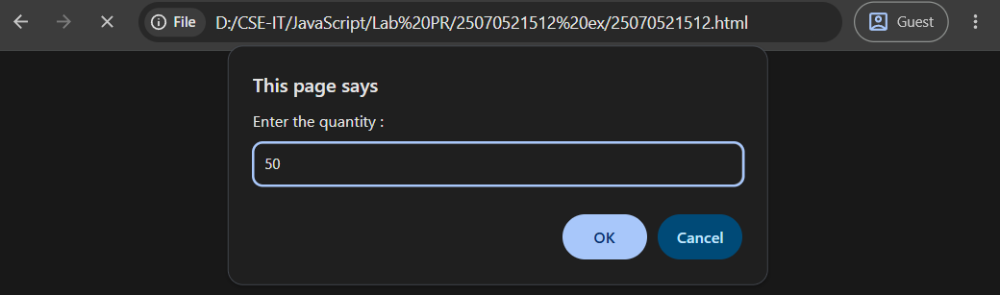 File D:/CSE-IT/JavaScript/Lab%20PR/25070521512%20ex/25070521512.html Guest
This page says
Enter the quantity :
50
OK Cancel